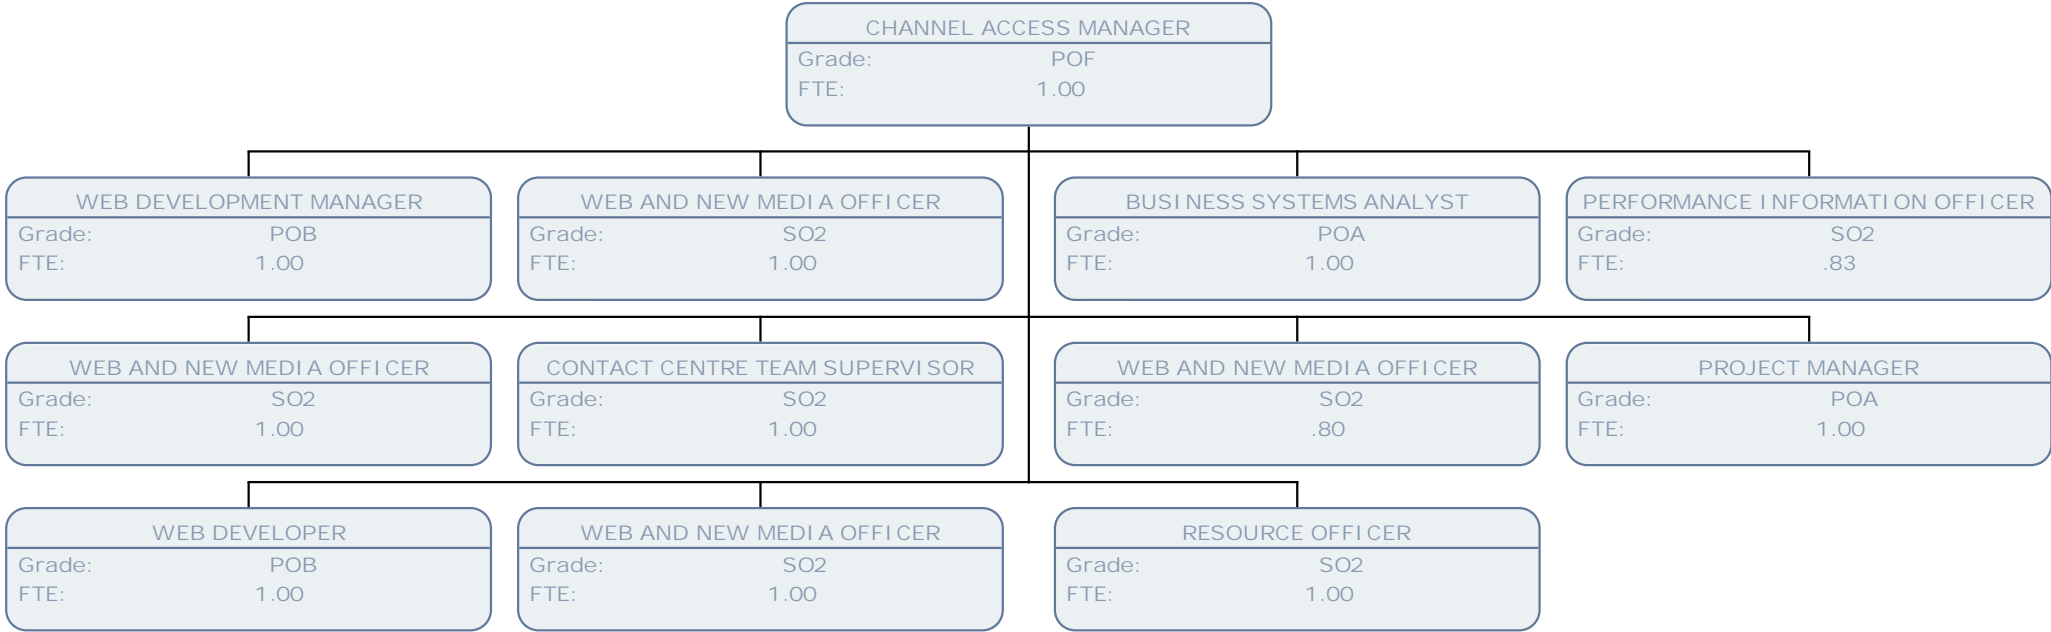 CHANNEL ACCESS MANAGER
Grade: POF
FTE: 1.00
WEB DEVELOPMENT MANAGER
Grade: POB
FTE: 1.00
WEB AND NEW MEDIA OFFICER
Grade: SO2
FTE: 1.00
BUSINESS SYSTEMS ANALYST
Grade: POA
FTE: 1.00
PERFORMANCE INFORMATION OFFICER
Grade: SO2
FTE: .83
WEB AND NEW MEDIA OFFICER
Grade: SO2
FTE: 1.00
CONTACT CENTRE TEAM SUPERVISOR
Grade: SO2
FTE: 1.00
WEB AND NEW MEDIA OFFICER
Grade: SO2
FTE: .80
PROJECT MANAGER
Grade: POA
FTE: 1.00
WEB DEVELOPER
Grade: POB
FTE: 1.00
WEB AND NEW MEDIA OFFICER
Grade: SO2
FTE: 1.00
RESOURCE OFFICER
Grade: SO2
FTE: 1.00